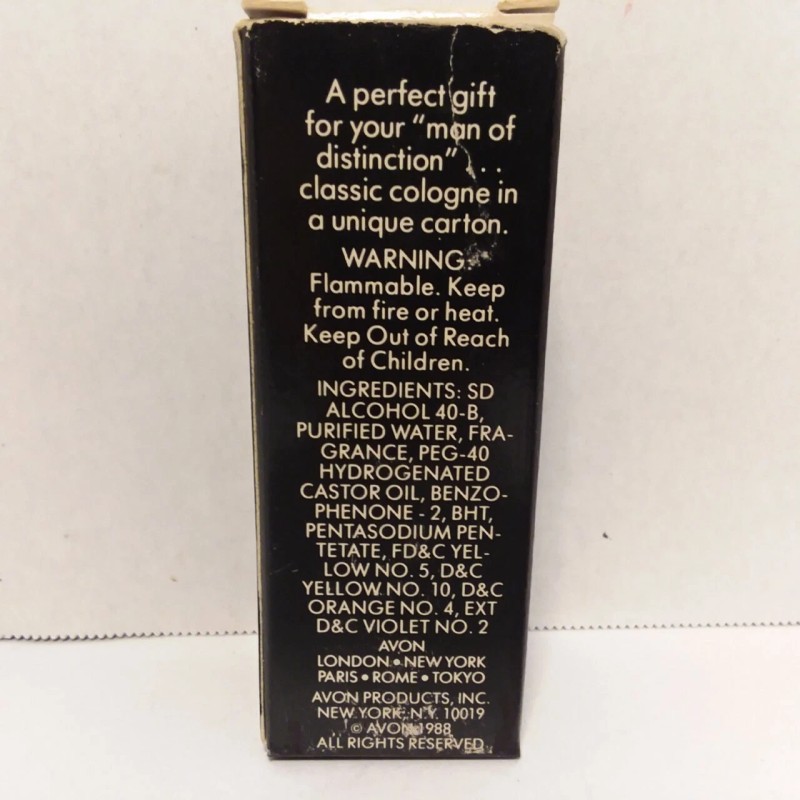 A perfect gift
for your "man of
distinction" . . .
classic cologne in
a unique carton.
WARNING:
Flammable. Keep
from fire or heat.
Keep Out of Reach
of Children.
INGREDIENTS: SD
ALCOHOL 40-B,
PURIFIED WATER, FRA-
GRANCE, PEG-40
HYDROGENATED
CASTOR OIL, BENZO-
PHENONE - 2, BHT,
PENTASODIUM PEN-
TETATE, FD&C YEL-
LOW NO. 5, D&C
YELLOW NO. 10, D&C
ORANGE NO. 4, EXT
D&C VIOLET NO. 2
AVON
LONDON • NEW YORK
PARIS • ROME • TOKYO
AVON PRODUCTS, INC.
NEW YORK, N.Y. 10019
© AVON 1988
ALL RIGHTS RESERVED